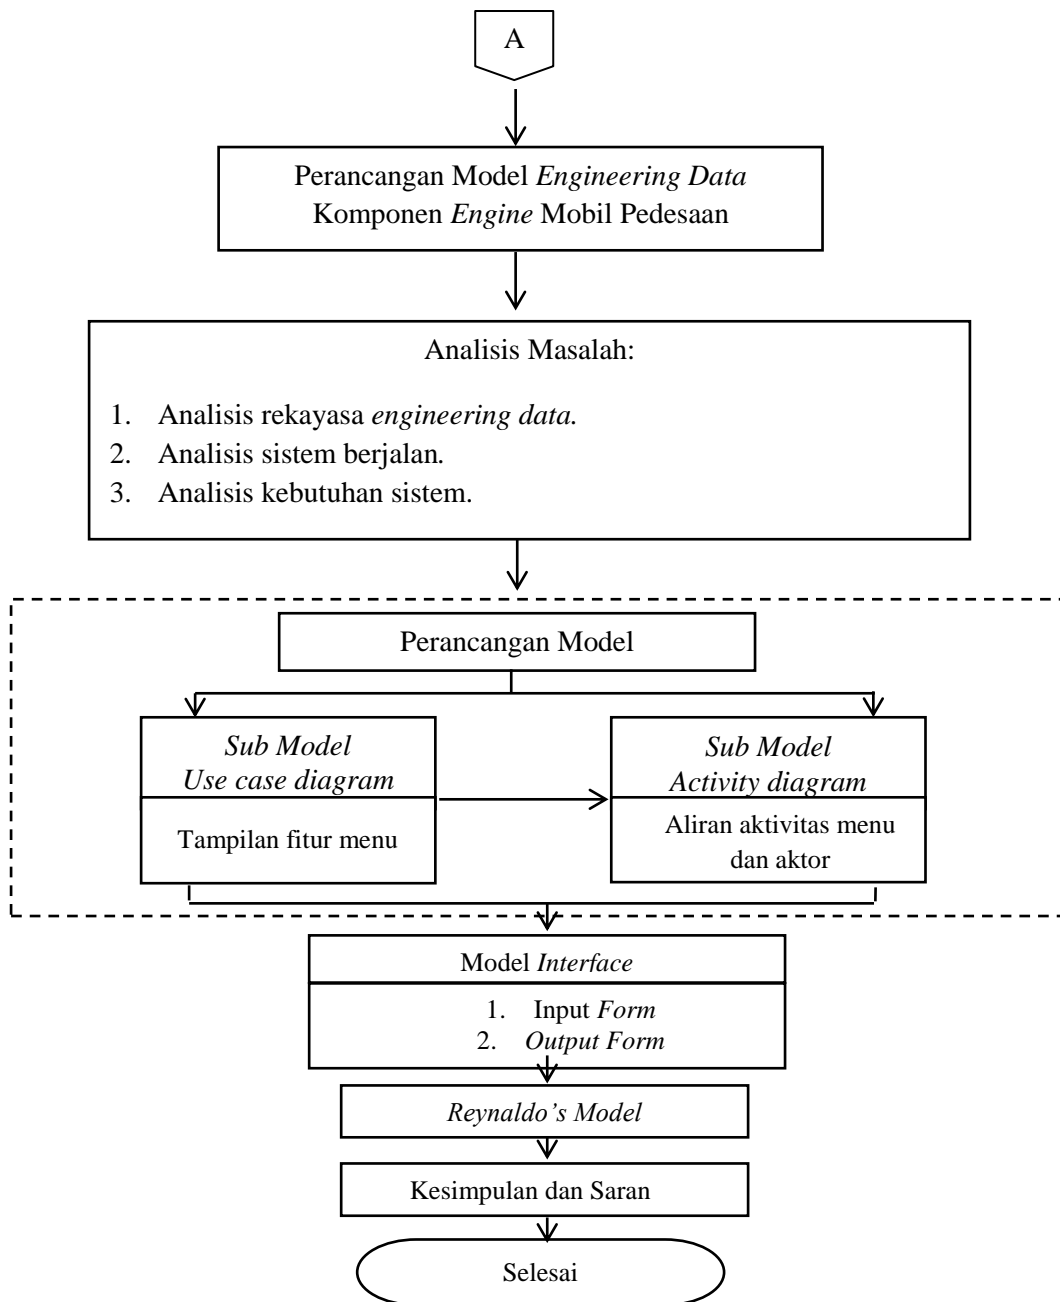 A
Perancangan Model Engineering Data
Komponen Engine Mobil Pedesaan
Analisis Masalah:
1. Analisis rekayasa engineering data.
2. Analisis sistem berjalan.
3. Analisis kebutuhan sistem.
Perancangan Model
Sub Model
Use case diagram
Tampilan fitur menu
Sub Model
Activity diagram
Aliran aktivitas menu
dan aktor
Model Interface
1. Input Form
2. Output Form
Reynaldo’s Model
Kesimpulan dan Saran
Selesai